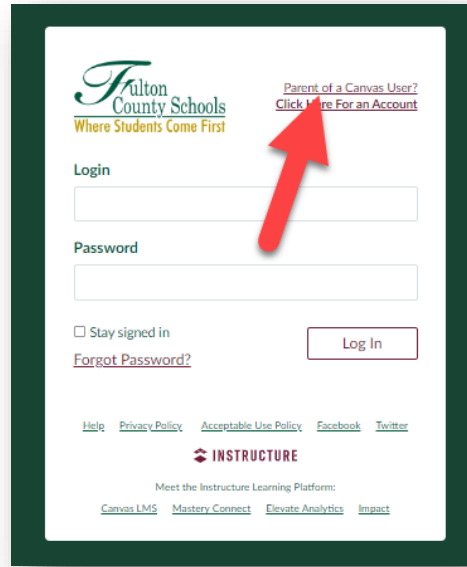 Fulton
County Schools
Where Students Come First
Parent of a Canvas User?
Click Here For an Account
Login
Password
Stay signed in
Forgot Password?
Log In
Help Privacy Policy Acceptable Use Policy Facebook Twitter
INSTRUCTURE
Meet the Instructure Learning Platform:
Canvas LMS Mastery Connect Elevate Analytics Impact